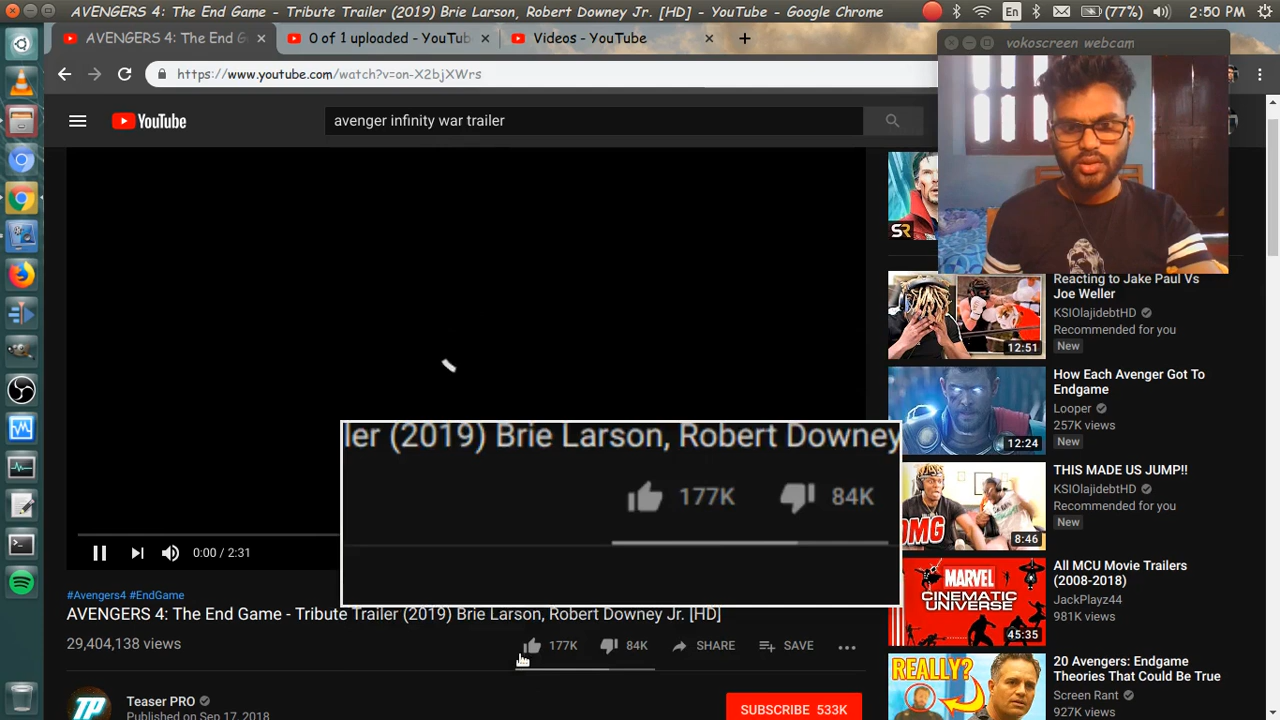 AVENGERS 4: The End Game - Tribute Trailer (2019) Brie Larson, Robert Downey Jr. [HD] - YouTube - Google Chrome
En
(77%)
2:50 PM
AVENGERS 4: The End G
0 of 1 uploaded - YouTub
Videos - YouTube
vokoscreen webcam
https://www.youtube.com/watch?v=on-X2bjXWrs
YouTube
avenger infinity war trailer
SR
Reacting to Jake Paul Vs
Joe Weller
KSIOlajidebtHD
Recommended for you
New
12:51
How Each Avenger Got To
Endgame
Looper
257K views
New
12:24
ler (2019) Brie Larson, Robert Downey
177K
84K
THIS MADE US JUMP!!
KSIOlajidebtHD
Recommended for you
New
OMG
8:46
0:00 / 2:31
All MCU Movie Trailers
(2008-2018)
JackPlayz44
981K views
MARVEL
CINEMATIC
UNIVERSE
45:35
#Avengers4 #EndGame
AVENGERS 4: The End Game - Tribute Trailer (2019) Brie Larson, Robert Downey Jr. [HD]
29,404,138 views
177K
84K
SHARE
SAVE
REALLY?
20 Avengers: Endgame
Theories That Could Be True
Screen Rant
927K views
TP
Teaser PRO
Published on Sep 17, 2018
SUBSCRIBE 533K